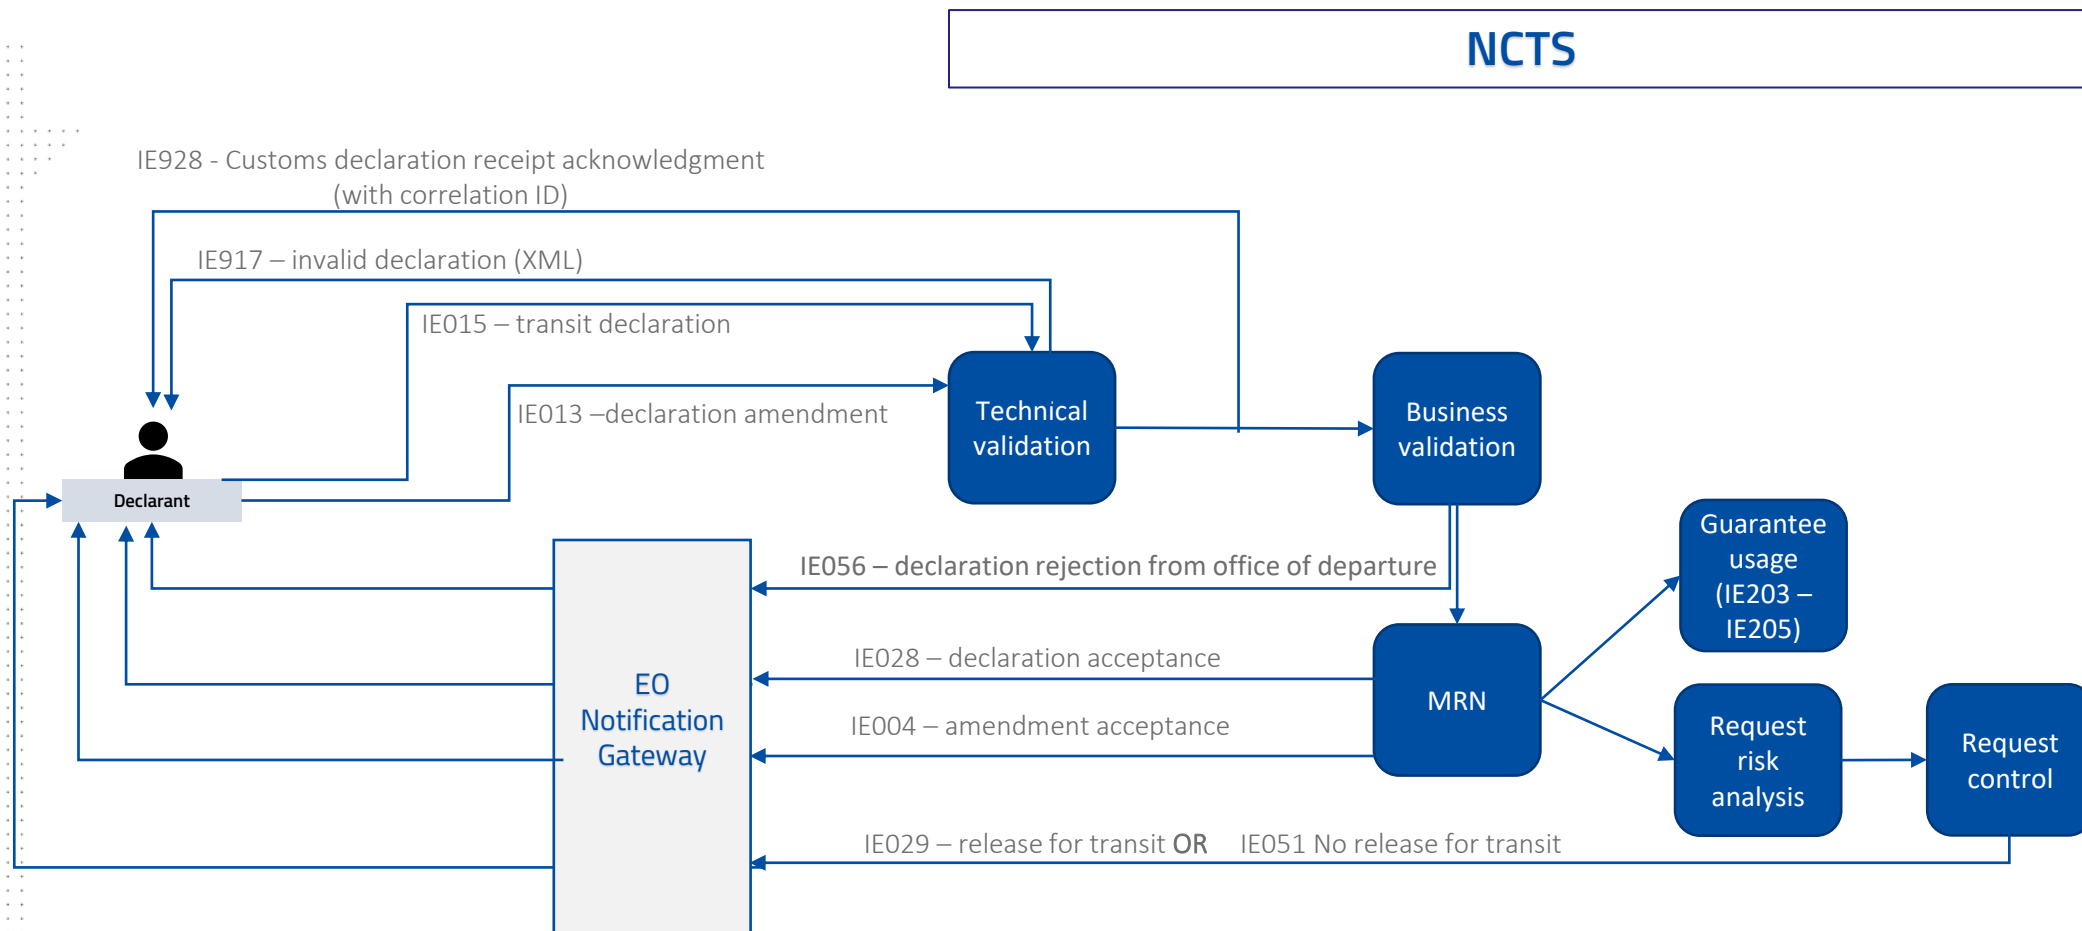 NCTS
IE928 - Customs declaration receipt acknowledgment
(with correlation ID)
IE917 – invalid declaration (XML)
IE015 – transit declaration
IE013 –declaration amendment
Technical
validation
Business
validation
Declarant
Guarantee
usage
(IE203 –
IE205)
IE056 – declaration rejection from office of departure
EO
Notification
Gateway
IE028 – declaration acceptance
MRN
IE004 – amendment acceptance
Request
risk
analysis
Request
control
IE029 – release for transit OR IE051 No release for transit